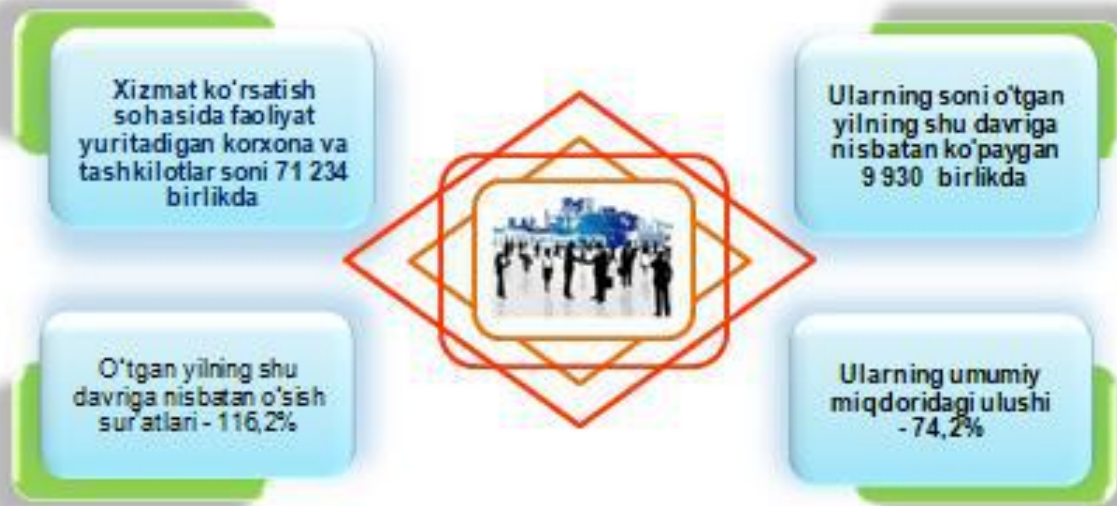 Xizmat ko'rsatish
sohasida faoliyat
yuritadigan korxona va
tashkilotlar soni 71 234
birlikda
Ularning soni o'tgan
yilning shu davriga
nisbatan ko'paygan
9 930 birlikda
O'tgan yilning shu
davriga nisbatan o'sish
sur'atlari - 116,2%
Ularning umumiy
miqdoridagi ulushi
- 74,2%